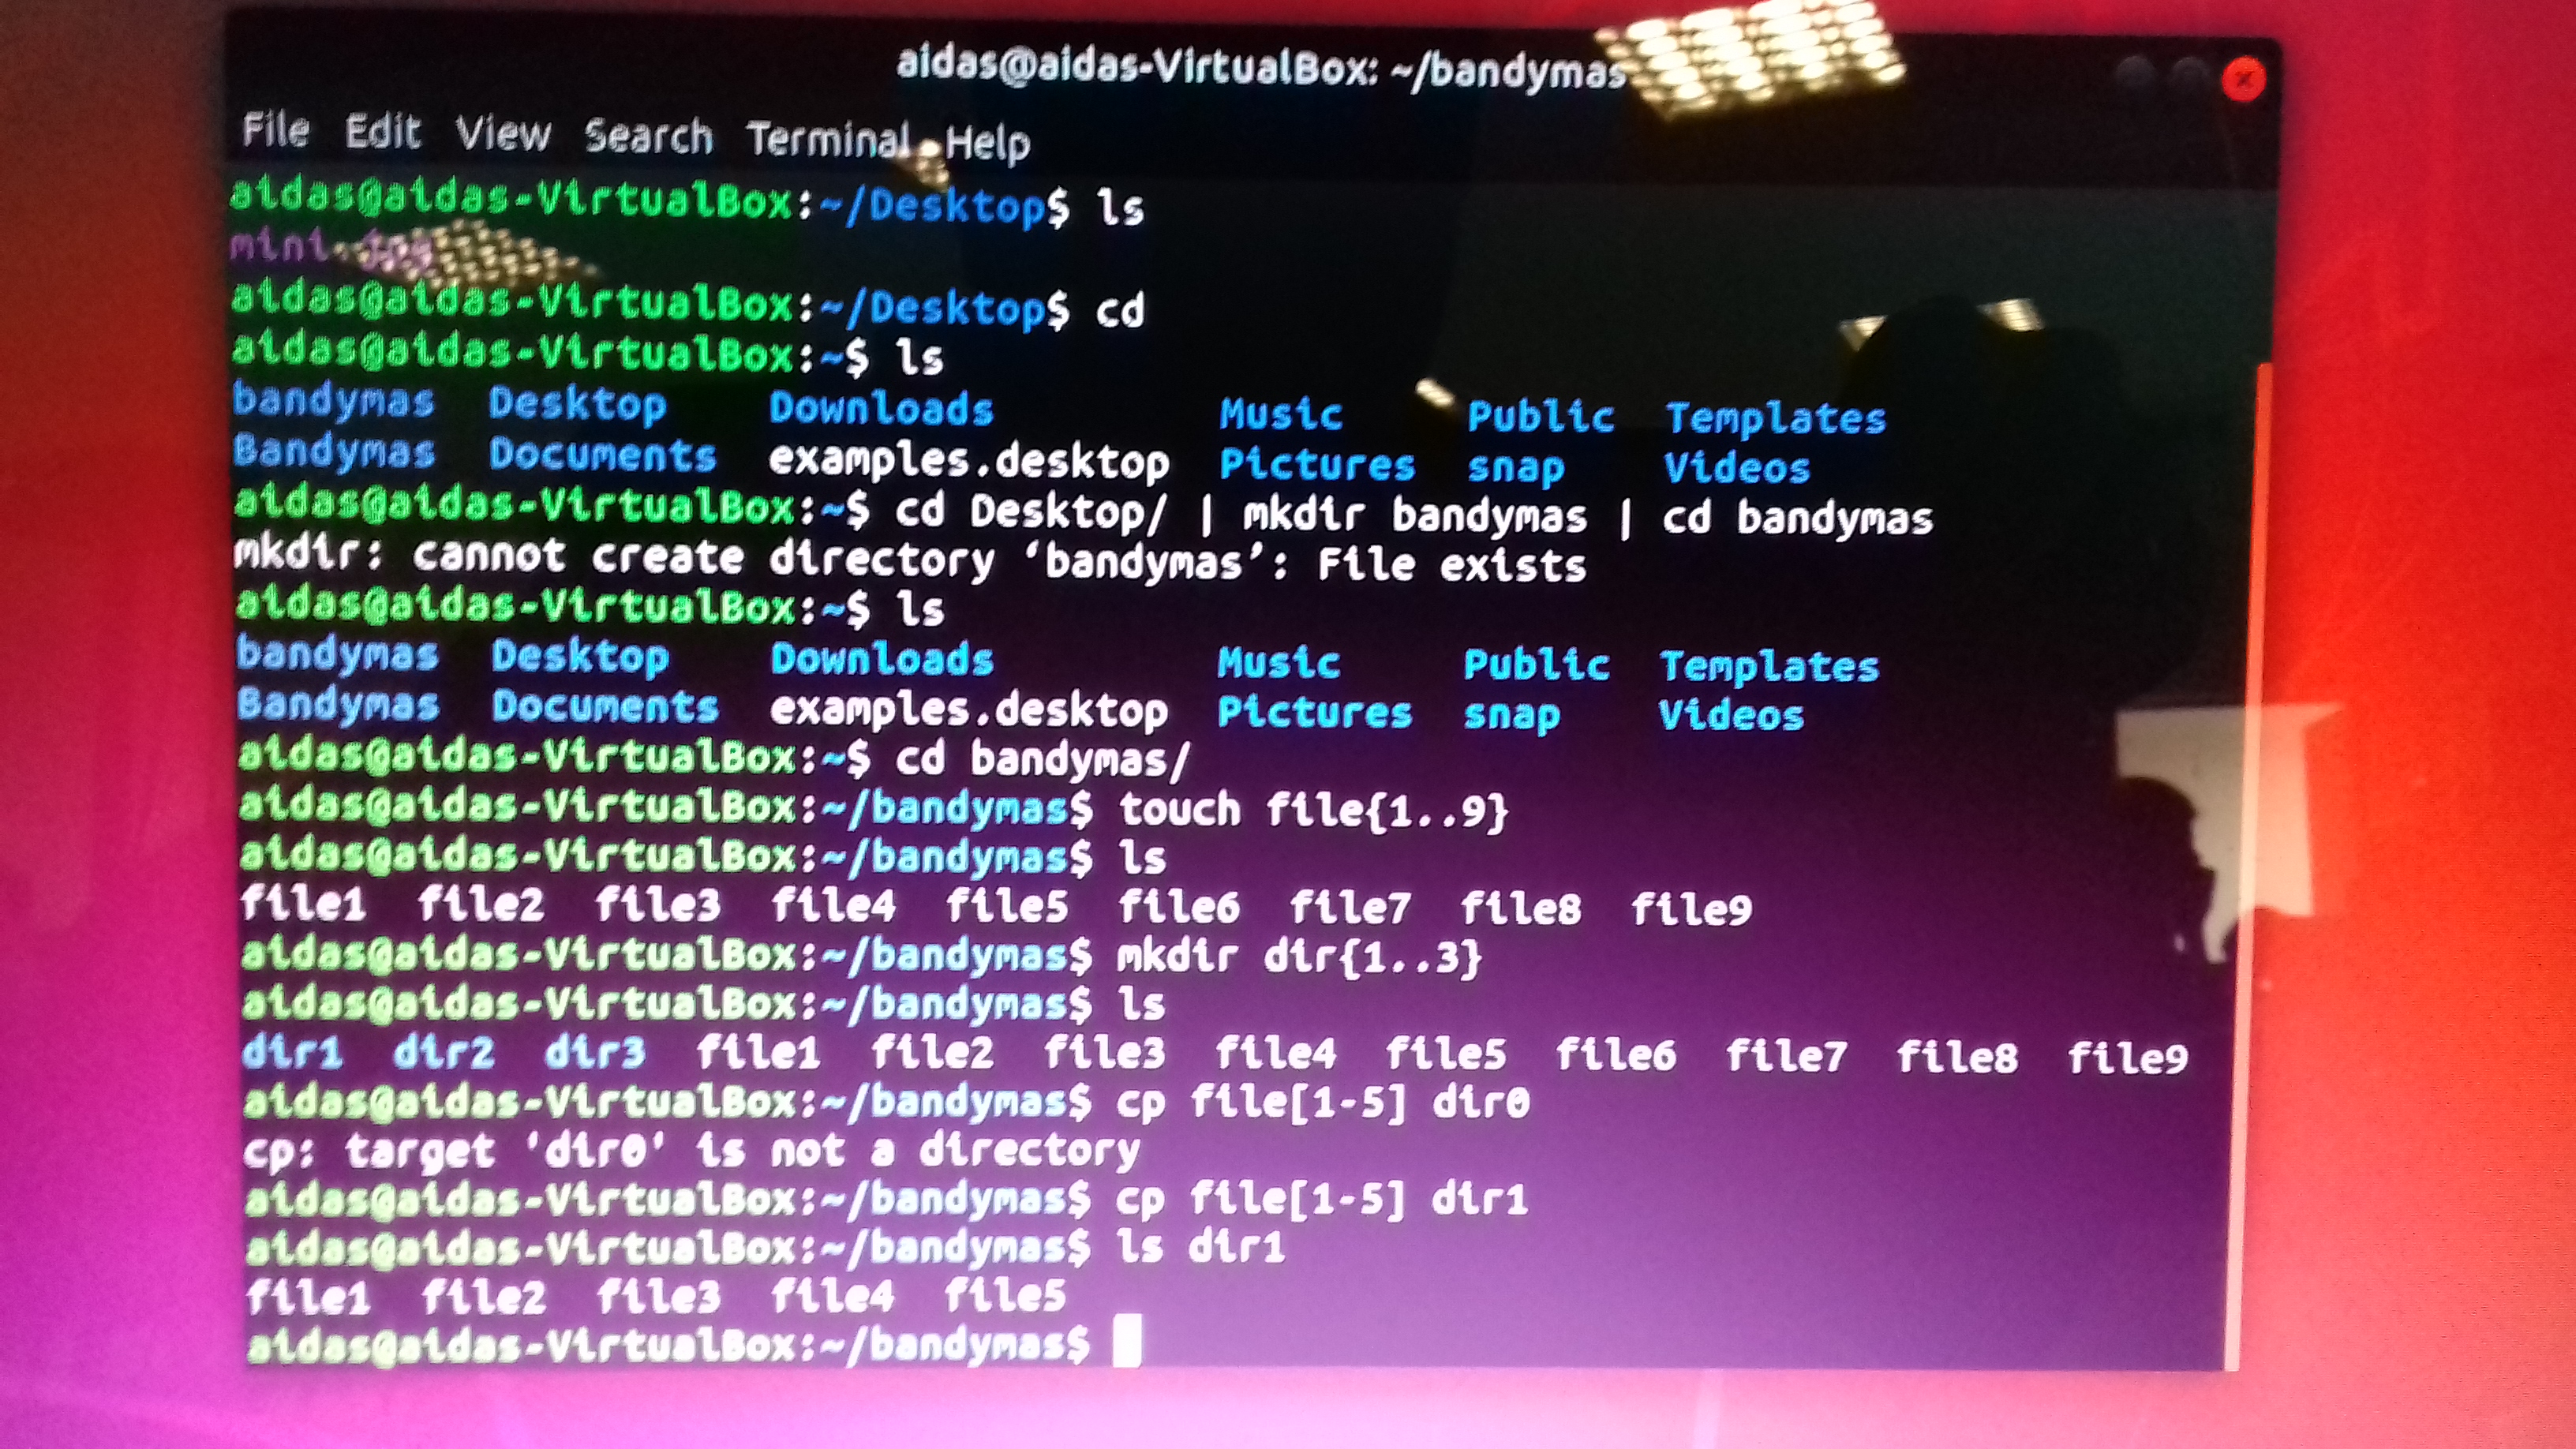 aidas@aidas-VirtualBox: ~/bandymas
File Edit View Search Terminal Help
aidas@aidas-VirtualBox:~/Desktop$ ls
mini.jpg
aidas@aidas-VirtualBox:~/Desktop$ cd
aidas@aidas-VirtualBox:~$ ls
bandymas Desktop Downloads Music Public Templates
Bandymas Documents examples.desktop Pictures snap Videos
aidas@aidas-VirtualBox:~$ cd Desktop/ | mkdir bandymas | cd bandymas
mkdir: cannot create directory ‘bandymas’: File exists
aidas@aidas-VirtualBox:~$ ls
bandymas Desktop Downloads Music Public Templates
Bandymas Documents examples.desktop Pictures snap Videos
aidas@aidas-VirtualBox:~$ cd bandymas/
aidas@aidas-VirtualBox:~/bandymas$ touch file{1..9}
aidas@aidas-VirtualBox:~/bandymas$ ls
file1 file2 file3 file4 file5 file6 file7 file8 file9
aidas@aidas-VirtualBox:~/bandymas$ mkdir dir{1..3}
aidas@aidas-VirtualBox:~/bandymas$ ls
dir1 dir2 dir3 file1 file2 file3 file4 file5 file6 file7 file8 file9
aidas@aidas-VirtualBox:~/bandymas$ cp file[1-5] dir0
cp: target 'dir0' is not a directory
aidas@aidas-VirtualBox:~/bandymas$ cp file[1-5] dir1
aidas@aidas-VirtualBox:~/bandymas$ ls dir1
file1 file2 file3 file4 file5
aidas@aidas-VirtualBox:~/bandymas$